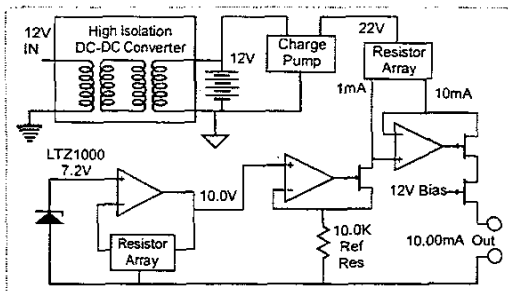 12V
IN
High Isolation
DC-DC Converter
12V
Charge
Pump
22V
Resistor
Array
1mA
10mA
LTZ1000
7.2V
10.0V
12V Bias
Resistor
Array
10.0K
Ref
Res
10.00mA Out